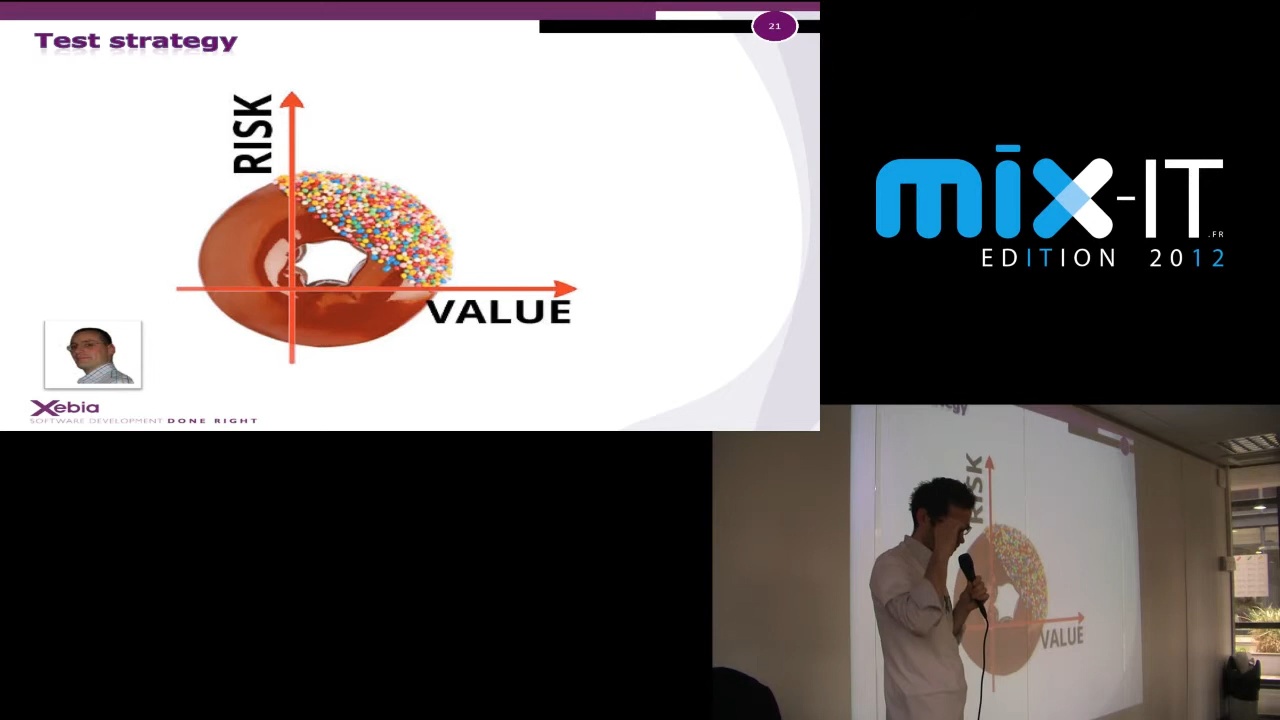 21
Test strategy
RISK
VALUE
Xebia
SOFTWARE DEVELOPMENT DONE RIGHT
mix-IT
.FR
EDITION 2012
RISK
VALUE